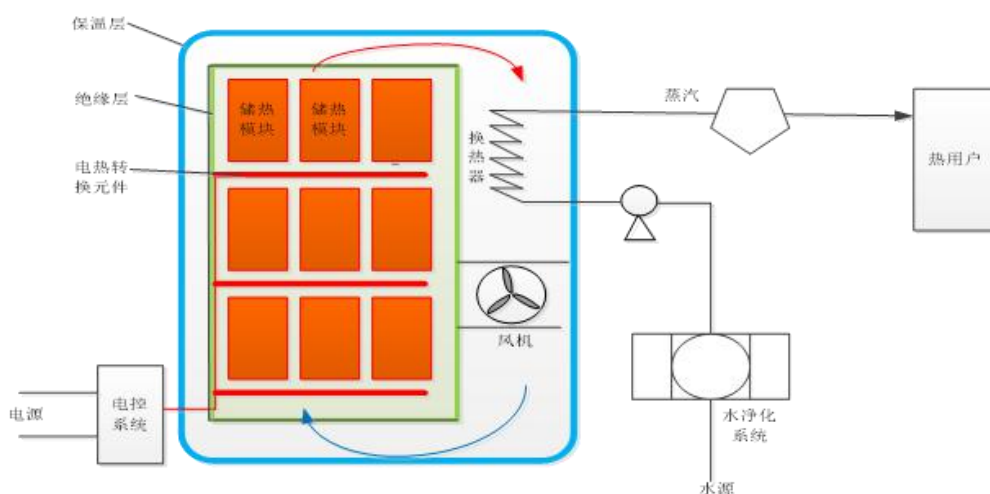 保温层
绝缘层
储热
模块
储热
模块
电热转
换元件
换热器
蒸汽
热用户
风机
电源
电控
系统
水净化
系统
水源